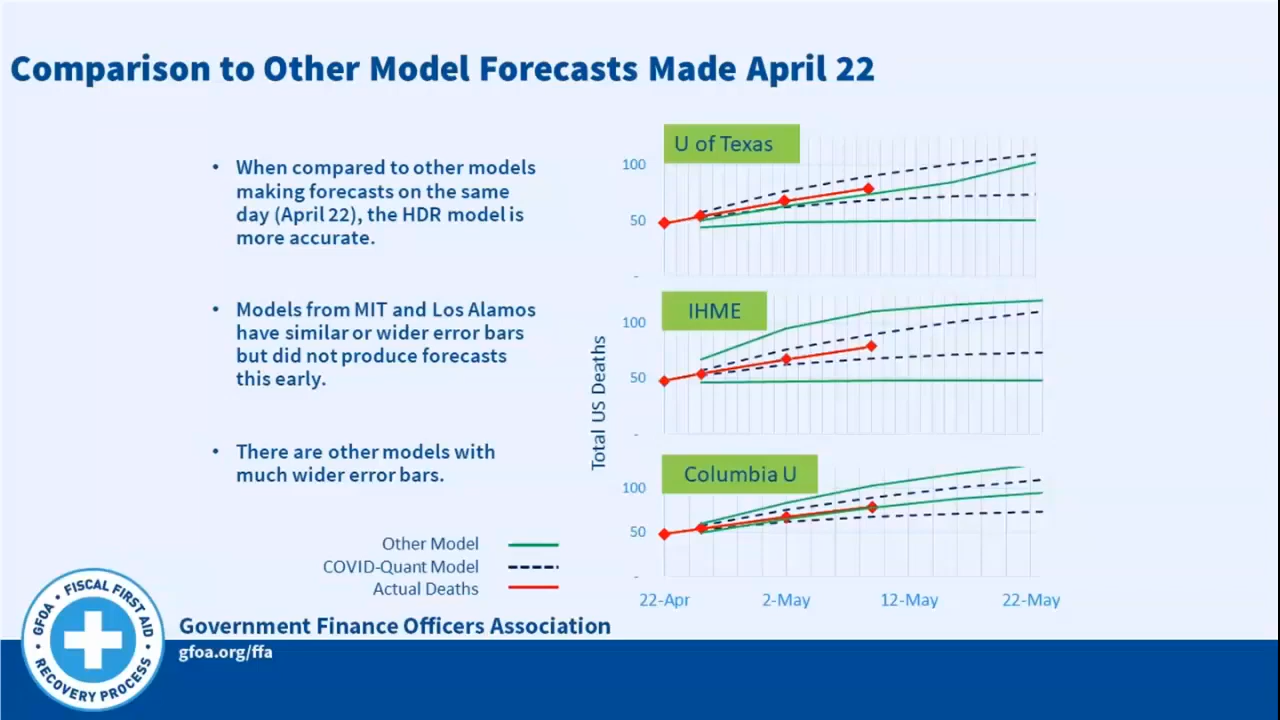 Comparison to Other Model Forecasts Made April 22
• When compared to other models
making forecasts on the same
day (April 22), the HDR model is
more accurate.
• Models from MIT and Los Alamos
have similar or wider error bars
but did not produce forecasts
this early.
• There are other models with
much wider error bars.
Other Model
COVID-Quant Model
Actual Deaths
Total US Deaths
U of Texas
100
50
-
IHME
100
50
-
Columbia U
100
50
-
22-Apr 2-May 12-May 22-May
GFOA • FISCAL FIRST AID • RECOVERY PROCESS •
Government Finance Officers Association
gfoa.org/ffa